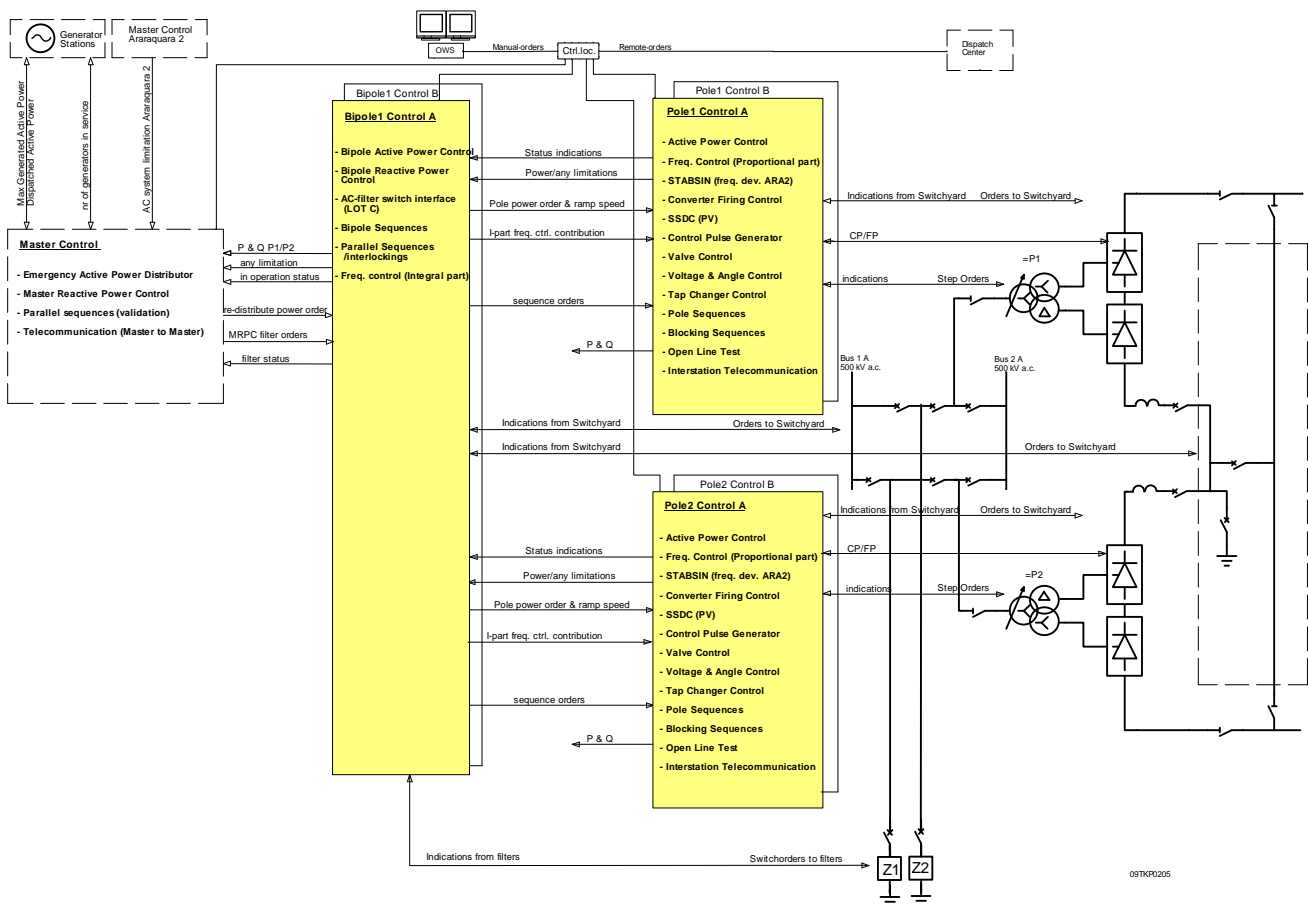 Generator
Stations
Master Control
Araraquara 2
OWS
Manual-orders
Ctrl.loc.
Remote-orders
Dispatch
Center
Max Generated Active Power
Dispatched Active Power
nr of generators in service
AC system limitation Araraquara 2
Master Control
- Emergency Active Power Distributor
- Master Reactive Power Control
- Parallel sequences (validation)
- Telecommunication (Master to Master)
P & Q P1/P2
any limitation
in operation status
re-distribute power order
MRPC filter orders
filter status
Bipole1 Control B
Bipole1 Control A
- Bipole Active Power Control
- Bipole Reactive Power
Control
- AC-filter switch interface
(LOT C)
- Bipole Sequences
- Parallel Sequences
/interlockings
- Freq. control (Integral part)
Status indications
Power/any limitations
Pole power order & ramp speed
I-part freq. ctrl. contribution
sequence orders
P & Q
Pole1 Control B
Pole1 Control A
- Active Power Control
- Freq. Control (Proportional part)
- STABSIN (freq. dev. ARA2)
- Converter Firing Control
- SSDC (PV)
- Control Pulse Generator
- Valve Control
- Voltage & Angle Control
- Tap Changer Control
- Pole Sequences
- Blocking Sequences
- Open Line Test
- Interstation Telecommunication
Indications from Switchyard
Orders to Switchyard
CP/FP
indications
Step Orders
=P1
Bus 1 A
500 kV a.c.
Bus 2 A
500 kV a.c.
Indications from Switchyard
Orders to Switchyard
Indications from Switchyard
Orders to Switchyard
Pole2 Control B
Pole2 Control A
- Active Power Control
- Freq. Control (Proportional part)
- STABSIN (freq. dev. ARA2)
- Converter Firing Control
- SSDC (PV)
- Control Pulse Generator
- Valve Control
- Voltage & Angle Control
- Tap Changer Control
- Pole Sequences
- Blocking Sequences
- Open Line Test
- Interstation Telecommunication
Status indications
Power/any limitations
Pole power order & ramp speed
I-part freq. ctrl. contribution
sequence orders
P & Q
Indications from Switchyard
Orders to Switchyard
CP/FP
indications
Step Orders
=P2
Indications from filters
Switchorders to filters
Z1
Z2
09TKP0205